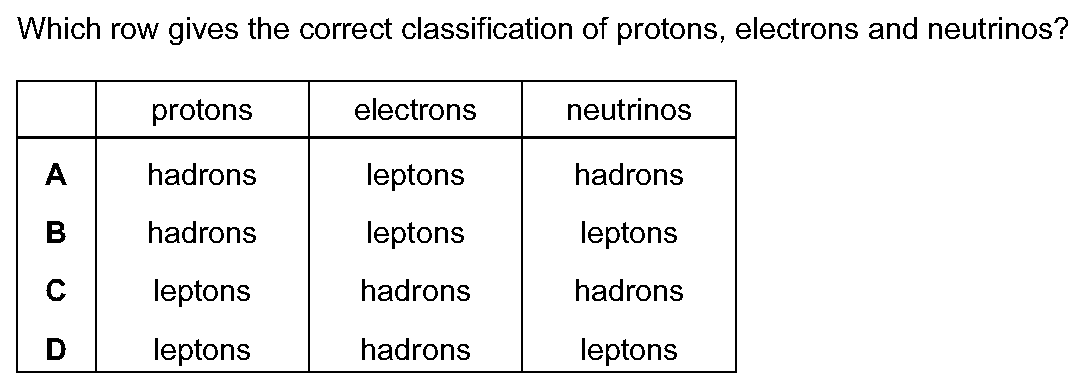 Which row gives the correct classification of protons, electrons and neutrinos?
protons electrons neutrinos
A hadrons leptons hadrons
B hadrons leptons leptons
C leptons hadrons hadrons
D leptons hadrons leptons